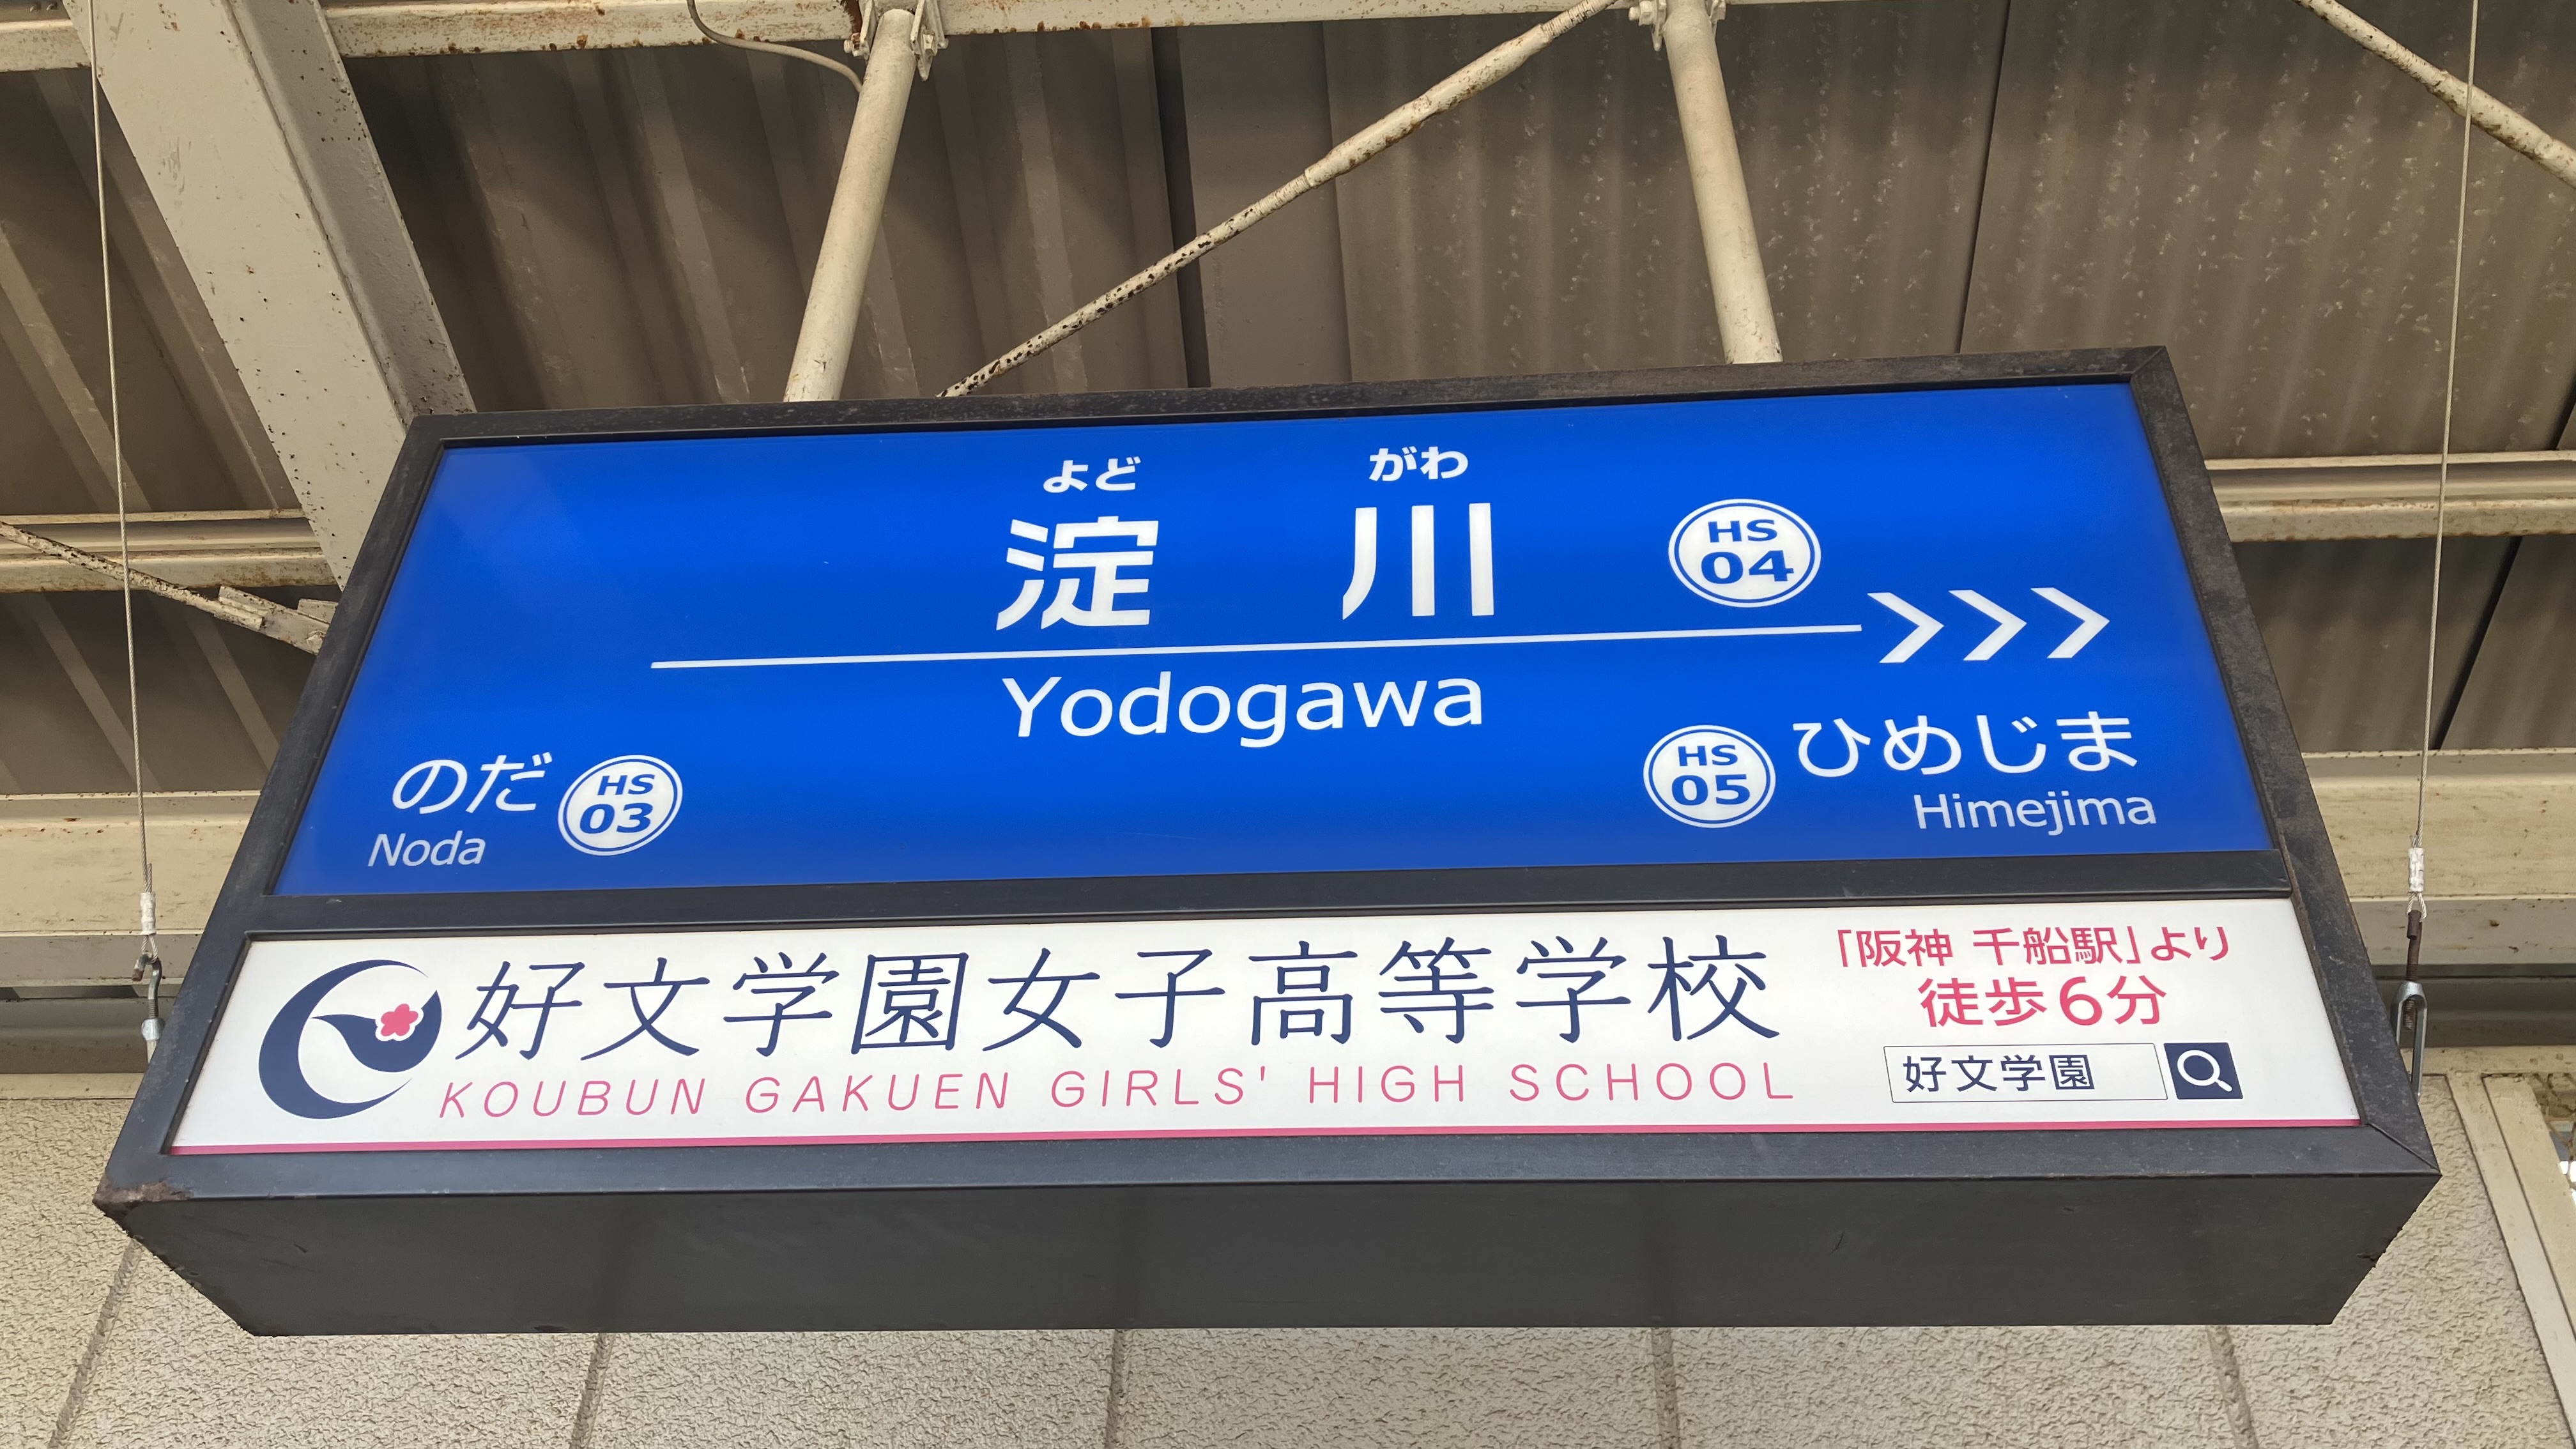 よど がわ
淀 川
HS
04
Yodogawa
のだ
HS
03
Noda
HS
05
ひめじま
Himejima
好文学園女子高等学校
KOUBUN GAKUEN GIRLS' HIGH SCHOOL
「阪神 千船駅」より
徒歩6分
好文学園